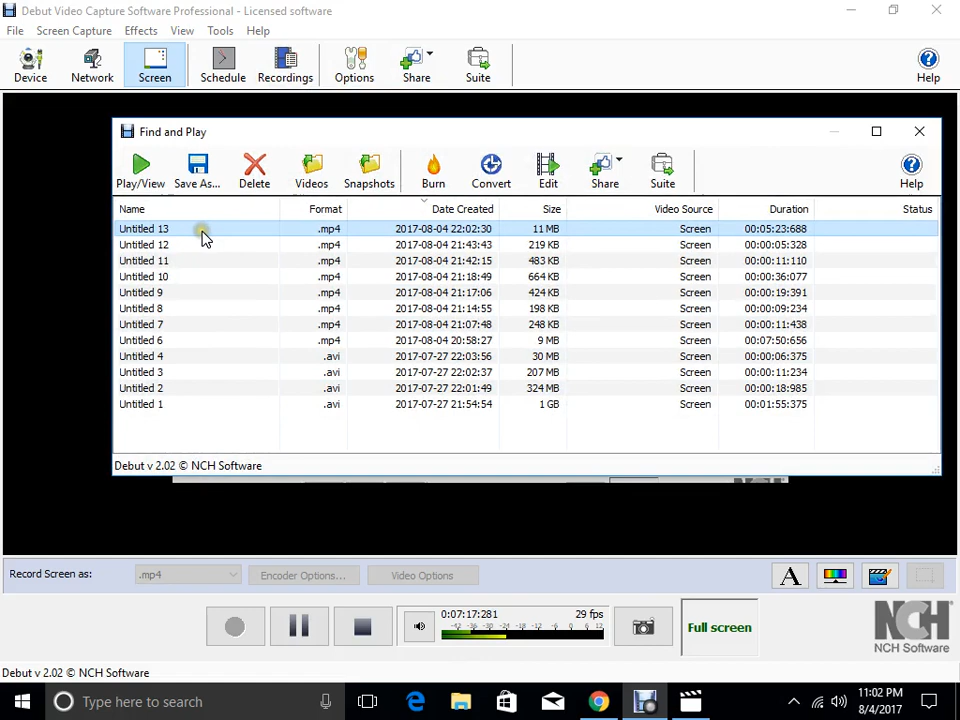 Debut Video Capture Software Professional - Licensed software
File Screen Capture Effects View Tools Help
Device Network Screen Schedule Recordings Options Share Suite Help
Find and Play
Play/View Save As... Delete Videos Snapshots Burn Convert Edit Share Suite Help
Name Format Date Created Size Video Source Duration Status
Untitled 13 .mp4 2017-08-04 22:02:30 11 MB Screen 00:05:23:688
Untitled 12 .mp4 2017-08-04 21:43:43 219 KB Screen 00:00:05:328
Untitled 11 .mp4 2017-08-04 21:42:15 483 KB Screen 00:00:11:110
Untitled 10 .mp4 2017-08-04 21:18:49 664 KB Screen 00:00:36:077
Untitled 9 .mp4 2017-08-04 21:17:06 424 KB Screen 00:00:19:391
Untitled 8 .mp4 2017-08-04 21:14:55 198 KB Screen 00:00:09:234
Untitled 7 .mp4 2017-08-04 21:07:48 248 KB Screen 00:00:11:438
Untitled 6 .mp4 2017-08-04 20:58:27 9 MB Screen 00:07:50:656
Untitled 4 .avi 2017-07-27 22:03:56 30 MB Screen 00:00:06:375
Untitled 3 .avi 2017-07-27 22:02:37 207 MB Screen 00:00:11:234
Untitled 2 .avi 2017-07-27 22:01:49 324 MB Screen 00:00:18:985
Untitled 1 .avi 2017-07-27 21:54:54 1 GB Screen 00:01:55:375
Debut v 2.02 © NCH Software
Record Screen as: .mp4 Encoder Options... Video Options A
0:07:17:281 29 fps
-42 -36 -30 -24 -18 -12 -6 0 6 12
Full screen
NCH
NCH Software
Debut v 2.02 © NCH Software
Type here to search
11:02 PM
8/4/2017